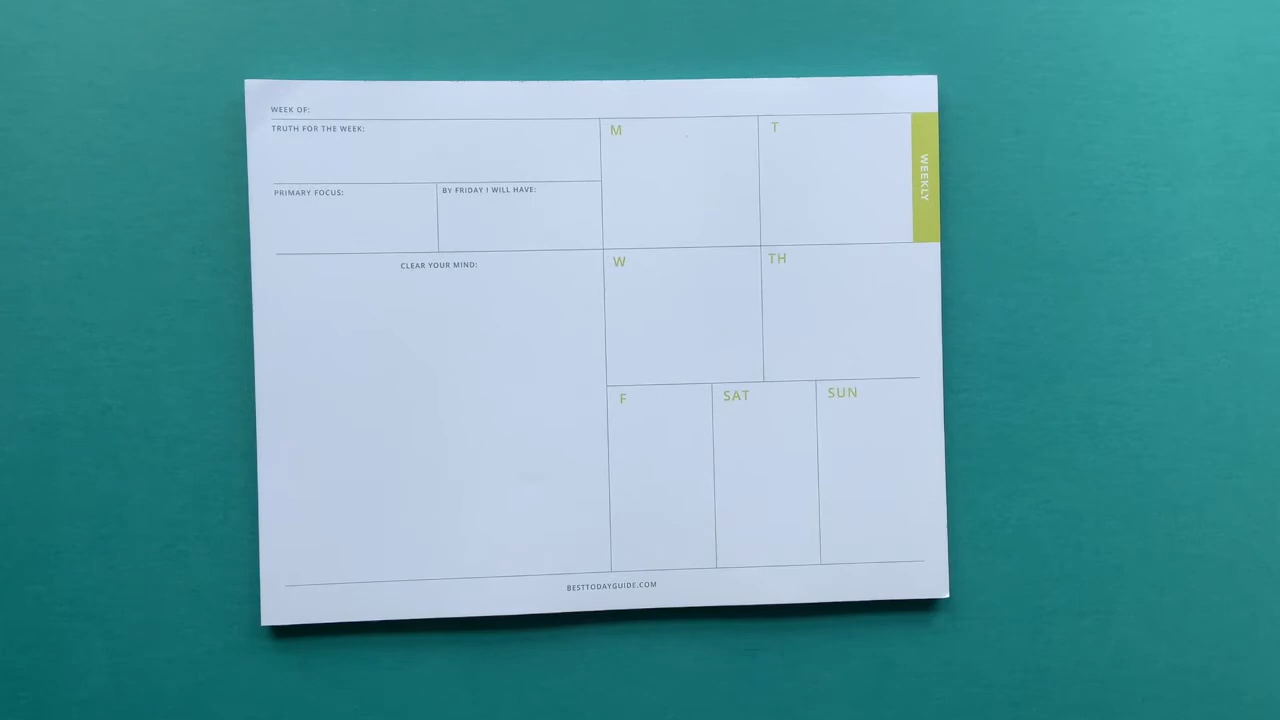 WEEK OF:
TRUTH FOR THE WEEK:
PRIMARY FOCUS:
BY FRIDAY I WILL HAVE:
CLEAR YOUR MIND:
M
T
WEEKLY
W
TH
F
SAT
SUN
BESTTODAYGUIDE.COM